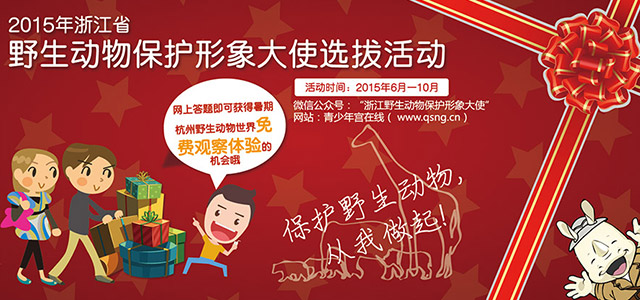 2015年浙江省
野生动物保护形象大使选拔活动
活动时间：2015年6月—10月
微信公众号：“浙江野生动物保护形象大使”
网站：青少年宫在线（ www.qsng.cn）
网上答题即可获得暑期
杭州野生动物世界免
费观察体验的
机会哦
保护野生动物，
从我做起！